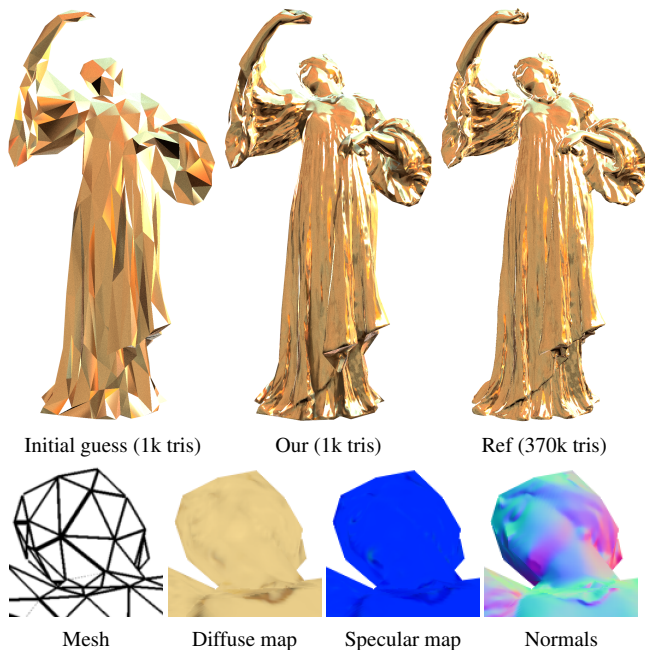 Initial guess (1k tris) Our (1k tris) Ref (370k tris)
Mesh Diffuse map Specular map Normals